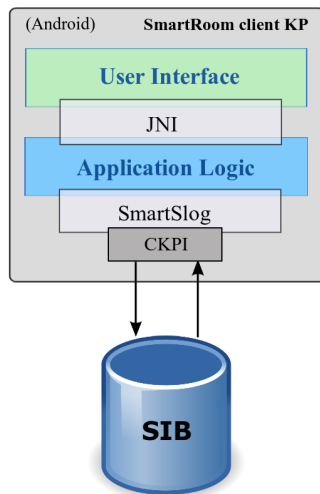 (Android) SmartRoom client KP
User Interface
JNI
Application Logic
SmartSlog
CKPI
SIB